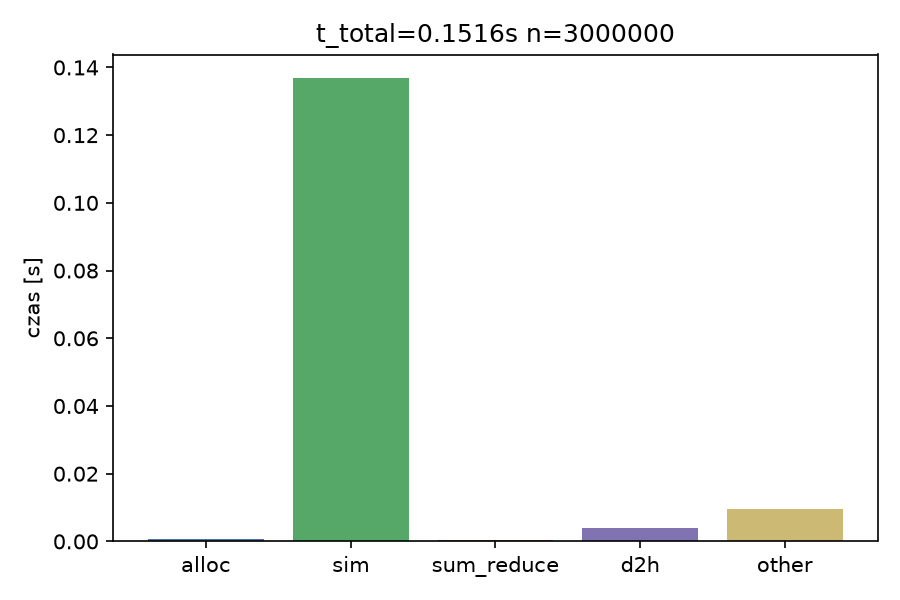 t_total=0.1516s n=3000000
czas [s]
0.14
0.12
0.10
0.08
0.06
0.04
0.02
0.00
alloc sim sum_reduce d2h other